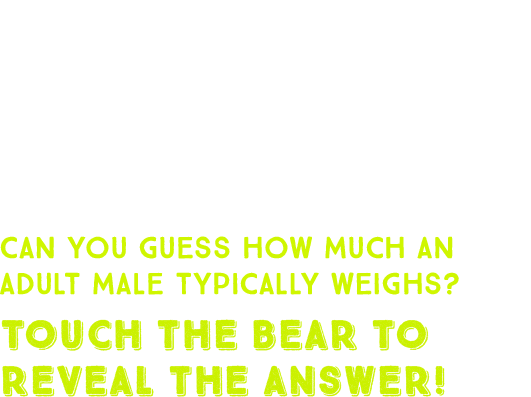 CAN YOU GUESS HOW MUCH AN
ADULT MALE TYPICALLY WEIGHS?
TOUCH THE BEAR TO
REVEAL THE ANSWER!